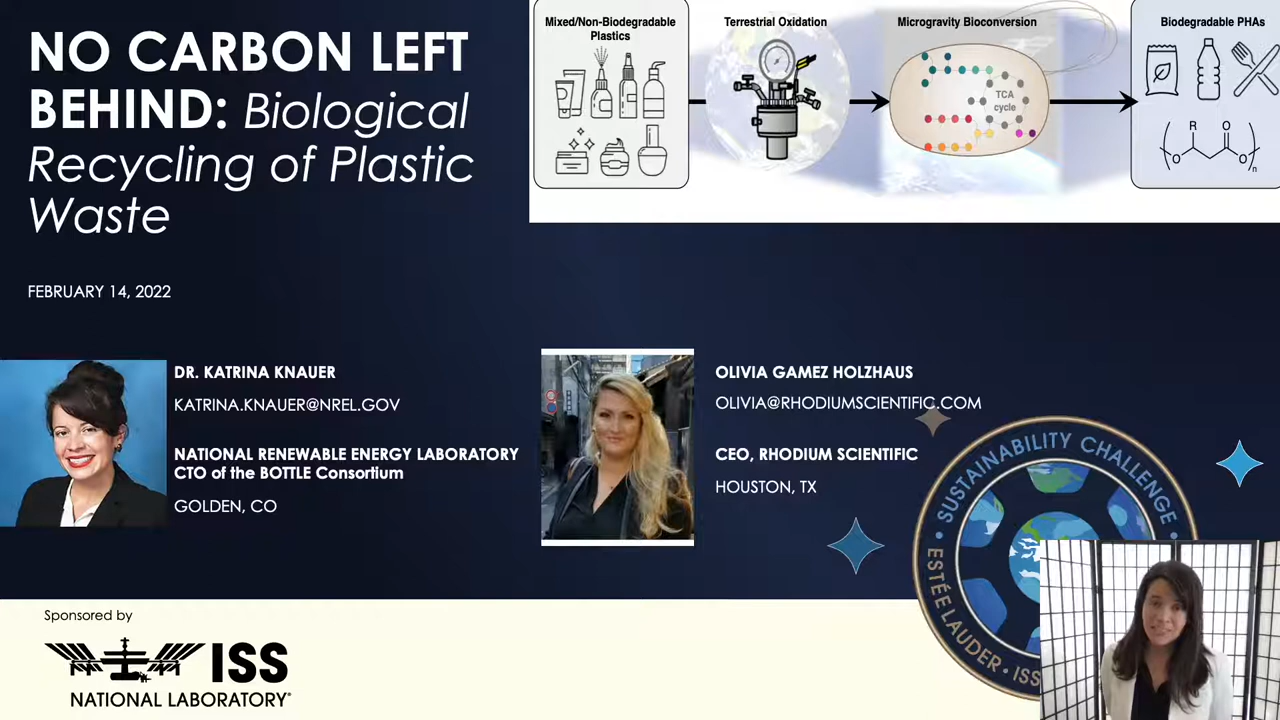 NO CARBON LEFT
BEHIND: Biological
Recycling of Plastic
Waste
FEBRUARY 14, 2022
Mixed/Non-Biodegradable
Plastics
Terrestrial Oxidation
Microgravity Bioconversion
TCA
cycle
Biodegradable PHAs
R
O
O
O
n
DR. KATRINA KNAUER
KATRINA.KNAUER@NREL.GOV
NATIONAL RENEWABLE ENERGY LABORATORY
CTO of the BOTTLE Consortium
GOLDEN, CO
OLIVIA GAMEZ HOLZHAUS
OLIVIA@RHODIUMSCIENTIFIC.COM
CEO, RHODIUM SCIENTIFIC
HOUSTON, TX
• SUSTAINABILITY CHALLENGE •
ESTÉE LAUDER • ISS
Sponsored by
ISS
NATIONAL LABORATORY